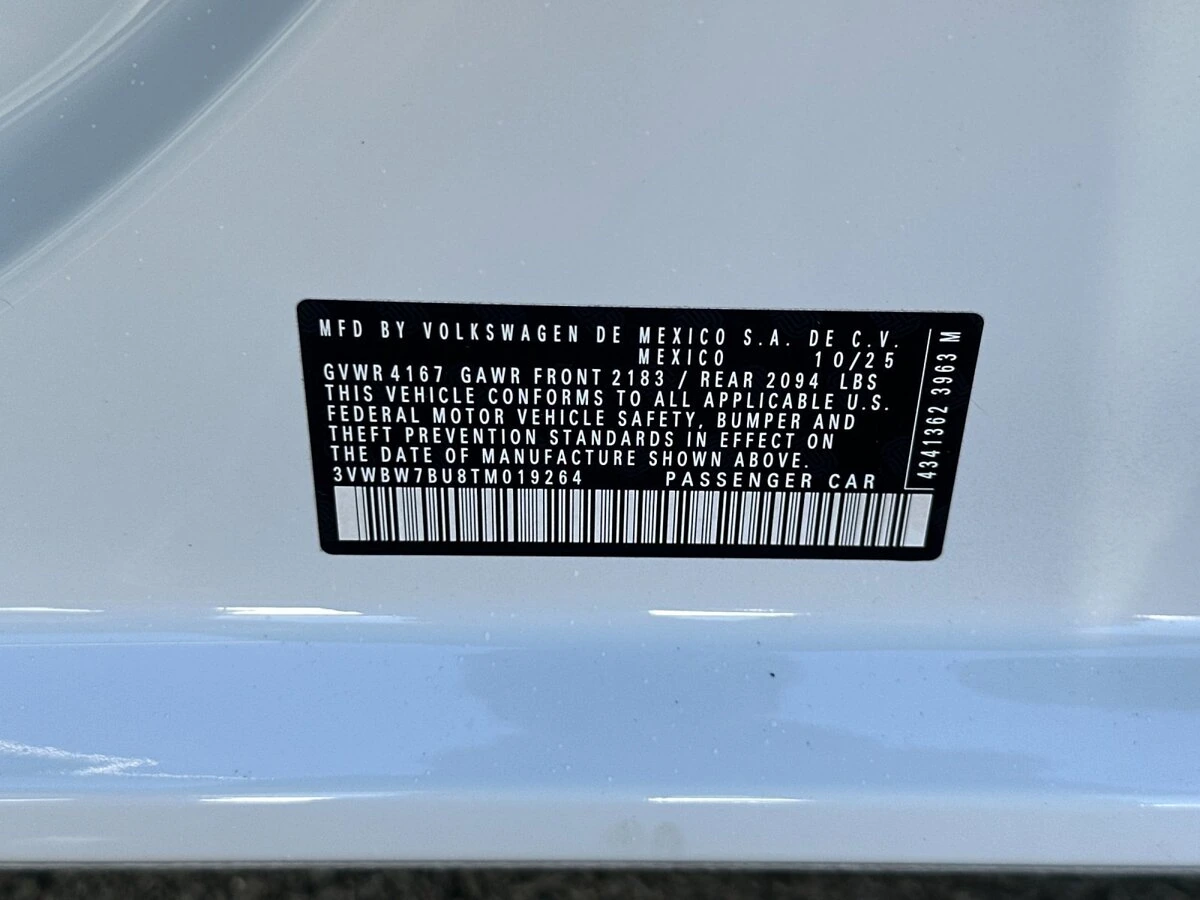 MFD BY VOLKSWAGEN DE MEXICO S.A. DE C.V.
MEXICO 10/25
GVWR 4167 GAWR FRONT 2183 / REAR 2094 LBS
THIS VEHICLE CONFORMS TO ALL APPLICABLE U.S.
FEDERAL MOTOR VEHICLE SAFETY, BUMPER AND
THEFT PREVENTION STANDARDS IN EFFECT ON
THE DATE OF MANUFACTURE SHOWN ABOVE.
3VWBW7BU8TM019264 PASSENGER CAR
4341362 3963 M